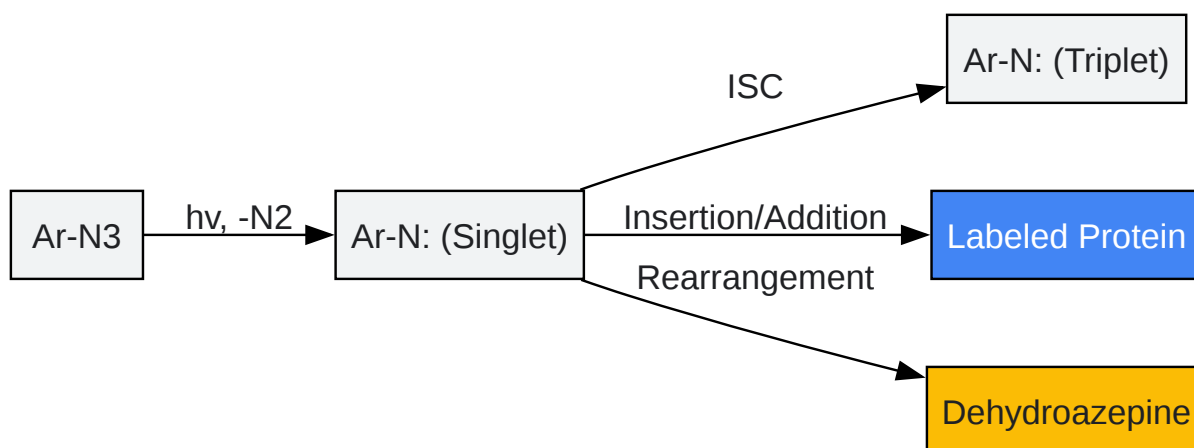 Ar-N: (Triplet)
ISC
Ar-N3
hv, -N2
Ar-N: (Singlet)
Insertion/Addition
Labeled Protein
Rearrangement
Dehydroazepine